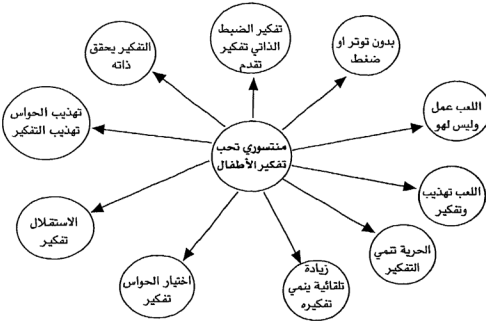 تفكير الضبط
الذاتي تفكير
تقدم
بدون توتر او
ضغط
التفكير يحقق
ذاته
اللعب عمل
وليس لهو
تهذيب الحواس
تهذيب التفكير
منتسوري تحب
تفكير الأطفال
اللعب تهذيب
وتفكير
الاستقلال
تفكير
الحرية تنمي
التفكير
اختيار الحواس
تفكير
زيادة
تلقائية ينمي
تفكيره